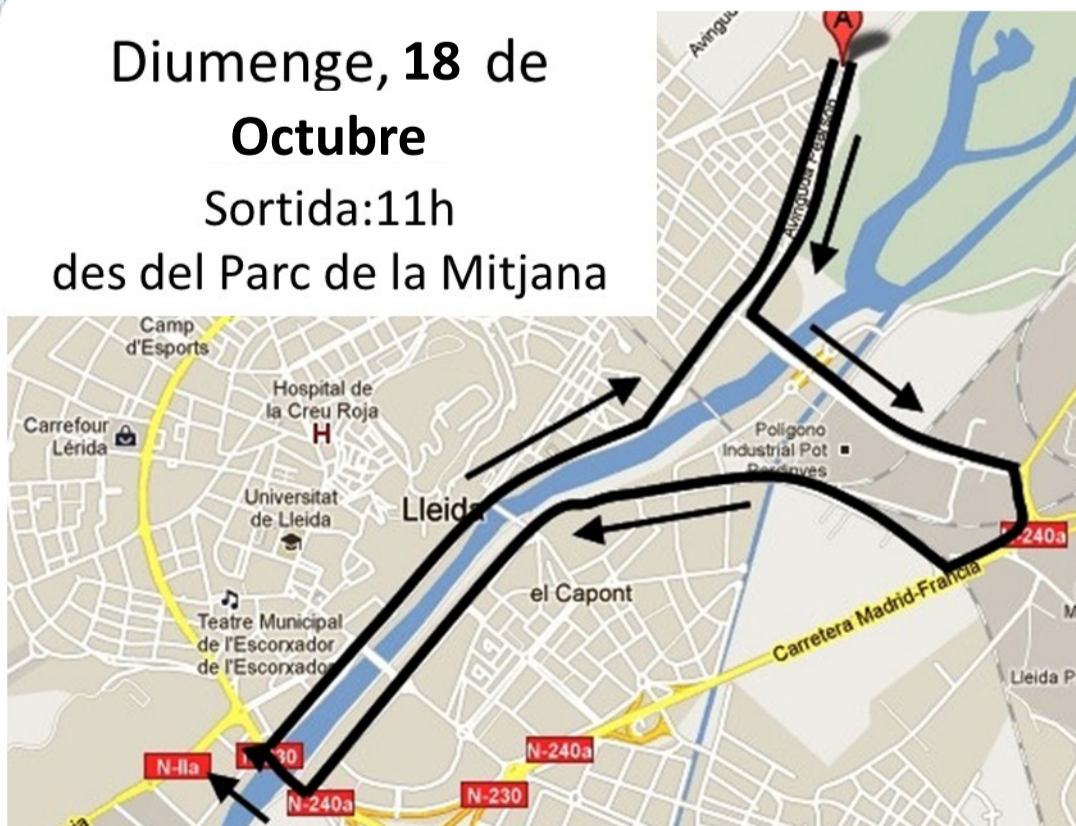 Diumenge, 18 de
Octubre
Sortida:11h
des del Parc de la Mitjana
A
Avinguda Pearson
Camp
d'Esports
Hospital de
la Creu Roja
H
Carrefour
Lérida
Universitat
de Lleida
Lleida
Poligono
Industrial Pot
N-240a
el Capont
Carretera Madrid-Francia
Teatre Municipal
de l'Escorxador
de l'Escorxador
Lleida P
N-IIa
N-240a
N-240a
N-230